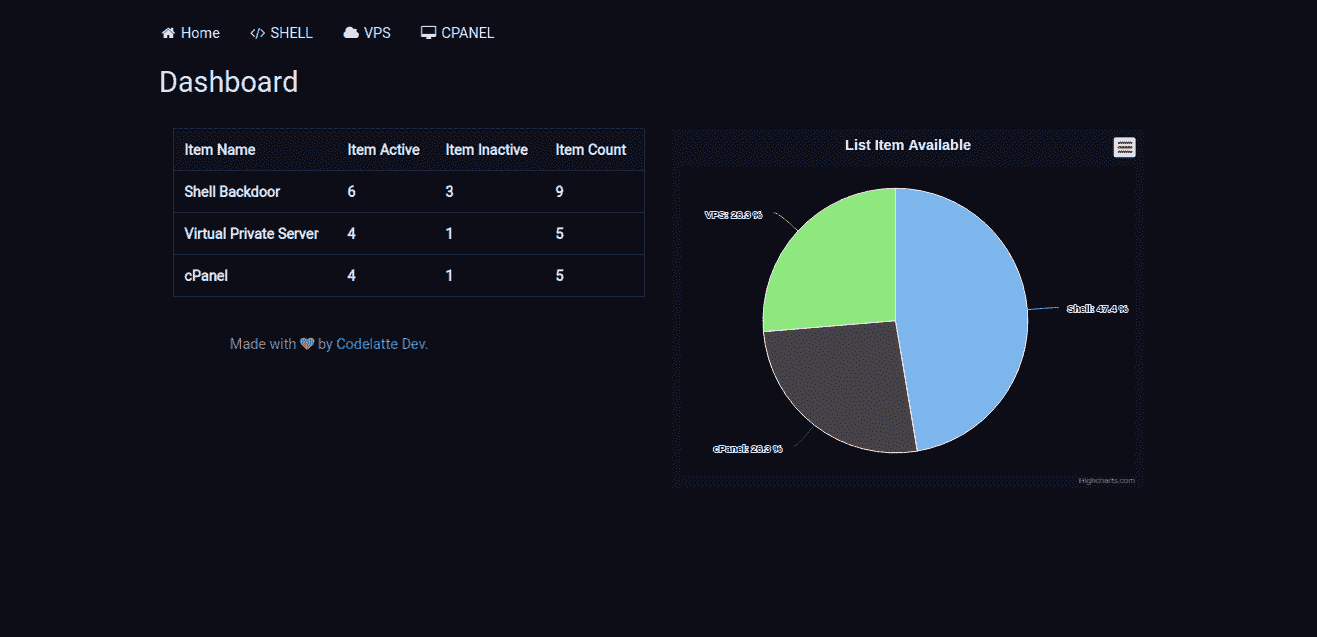 Home SHELL VPS CPANEL
Dashboard
Item Name Item Active Item Inactive Item Count
Shell Backdoor 6 3 9
Virtual Private Server 4 1 5
cPanel 4 1 5
Made with by Codelatte Dev.
List Item Available
VPS: 26.3 %
Shell: 47.4 %
cPanel: 26.3 %
Highcharts.com